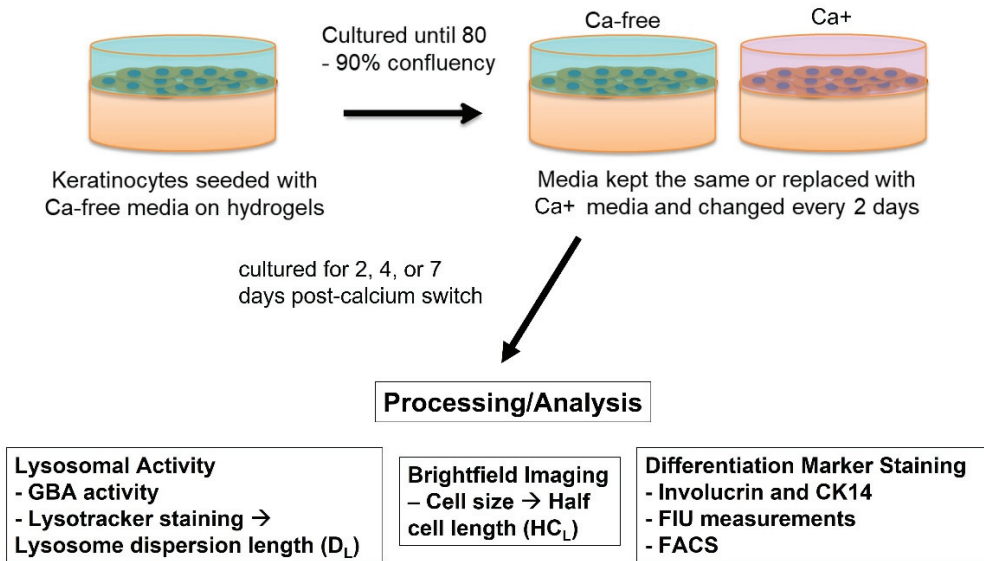 Cultured until 80
- 90% confluency
Ca-free
Ca+
Keratinocytes seeded with
Ca-free media on hydrogels
Media kept the same or replaced with
Ca+ media and changed every 2 days
cultured for 2, 4, or 7
days post-calcium switch
Processing/Analysis
Lysosomal Activity
- GBA activity
- Lysotracker staining →
Lysosome dispersion length (D_L)
Brightfield Imaging
– Cell size → Half
cell length (HC_L)
Differentiation Marker Staining
- Involucrin and CK14
- FIU measurements
- FACS